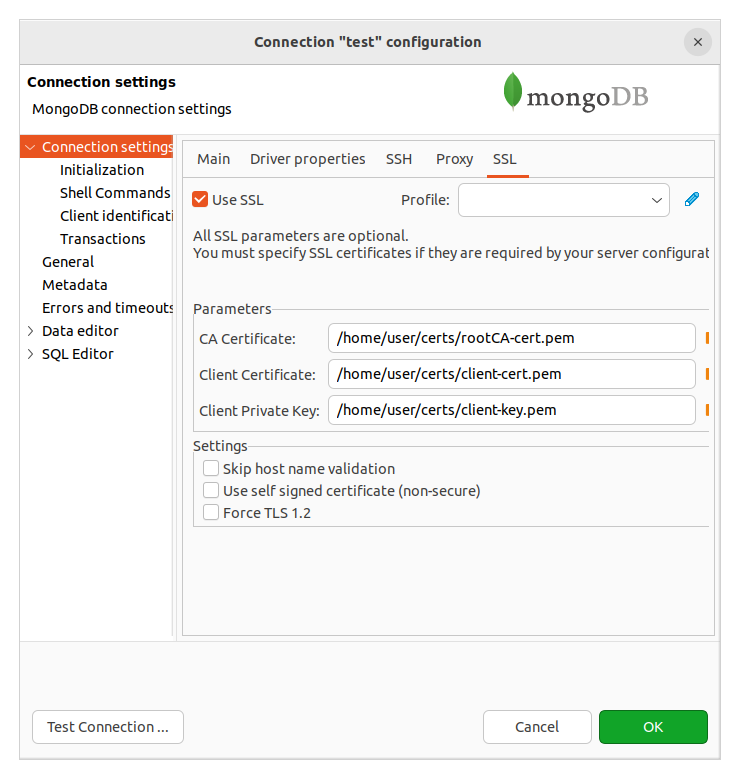 Connection "test" configuration
Connection settings
MongoDB connection settings
mongoDB
Connection settings
Initialization
Shell Commands
Client identificati
Transactions
General
Metadata
Errors and timeouts
Data editor
SQL Editor
Main Driver properties SSH Proxy SSL
Use SSL Profile:
All SSL parameters are optional.
You must specify SSL certificates if they are required by your server configurat
Parameters
CA Certificate: /home/user/certs/rootCA-cert.pem
Client Certificate: /home/user/certs/client-cert.pem
Client Private Key: /home/user/certs/client-key.pem
Settings
Skip host name validation
Use self signed certificate (non-secure)
Force TLS 1.2
Test Connection ... Cancel OK